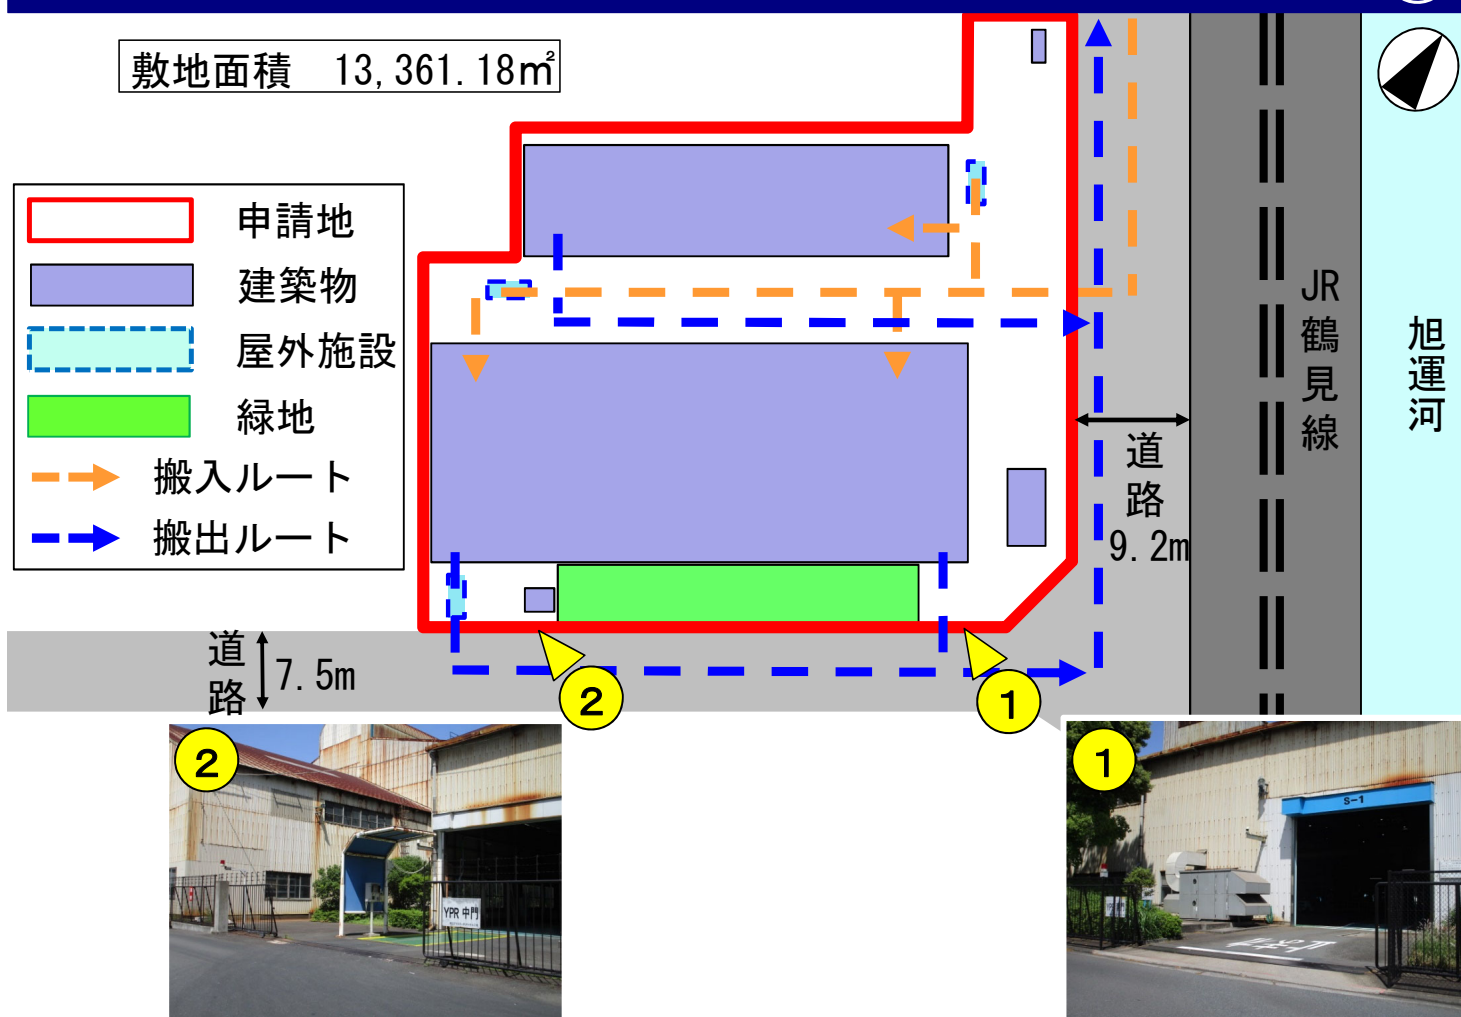 敷地面積　13,361.18㎡
申請地
建築物
屋外施設
緑地
搬入ルート
搬出ルート
JR鶴見線
旭運河
道路
9.2m
道路
7.5m
2
1
2
YPR 中門
1
S-1